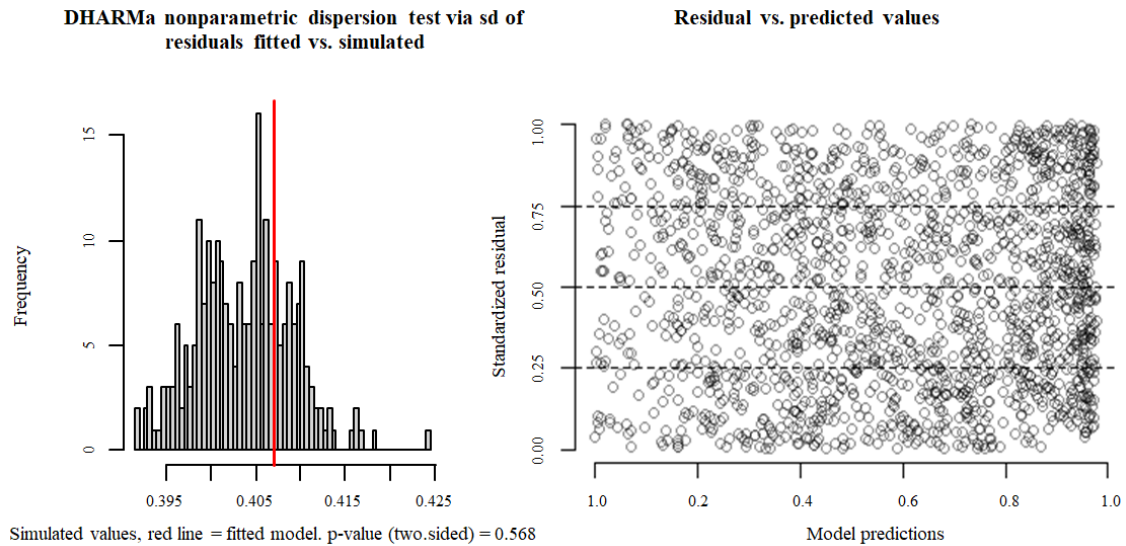 DHARMa nonparametric dispersion test via sd of
residuals fitted vs. simulated
Frequency
15
10
5
0
0.395
0.407
0.415
0.425
Simulated values, red line = fitted model. p-value (two.sided) = 0.568
Residual vs. predicted values
Standardized residual
1.00
0.75
0.50
0.25
0.00
1.0
0.2
0.4
0.6
0.8
1.0
Model predictions